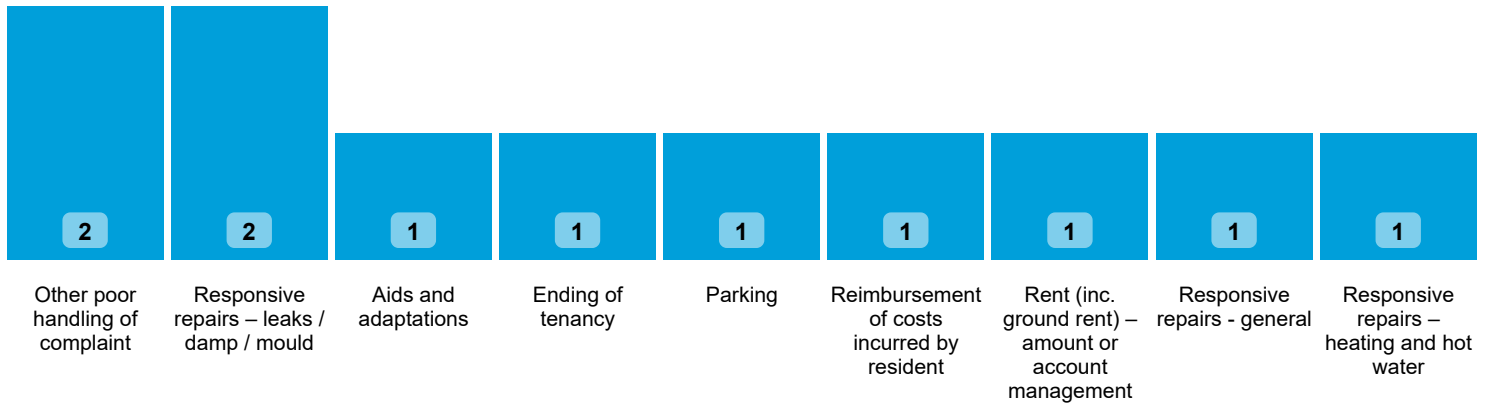 2
2
1
1
1
1
1
1
1
Other poor
handling of
complaint
Responsive
repairs – leaks /
damp / mould
Aids and
adaptations
Ending of
tenancy
Parking
Reimbursement
of costs
incurred by
resident
Rent (inc.
ground rent) –
amount or
account
management
Responsive
repairs - general
Responsive
repairs –
heating and hot
water